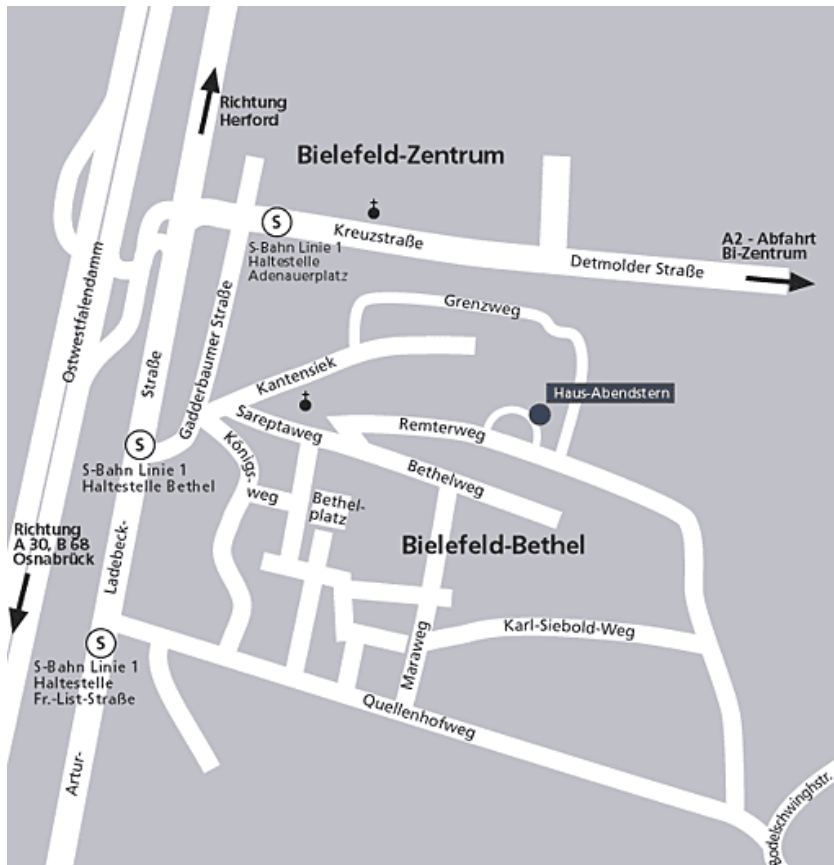 Richtung
Herford
Bielefeld-Zentrum
S
Kreuzstraße
S-Bahn Linie 1
Haltestelle
Adenauerplatz
Detmolder Straße
A2 - Abfahrt
Bi-Zentrum
Ostwestfalendamm
Grenzweg
Gadderbaumer Straße
Straße
Kantensiek
Haus-Abendstern
Sareptaweg
Remterweg
S
S-Bahn Linie 1
Haltestelle Bethel
Königs-
weg
Bethelweg
Bethel-
platz
Richtung
A 30, B 68
Osnabrück
Bielefeld-Bethel
Ladebeck-
Karl-Siebold-Weg
S
S-Bahn Linie 1
Haltestelle
Fr.-List-Straße
Maraweg
Quellenhofweg
Artur-
Bodelschwinghstr.